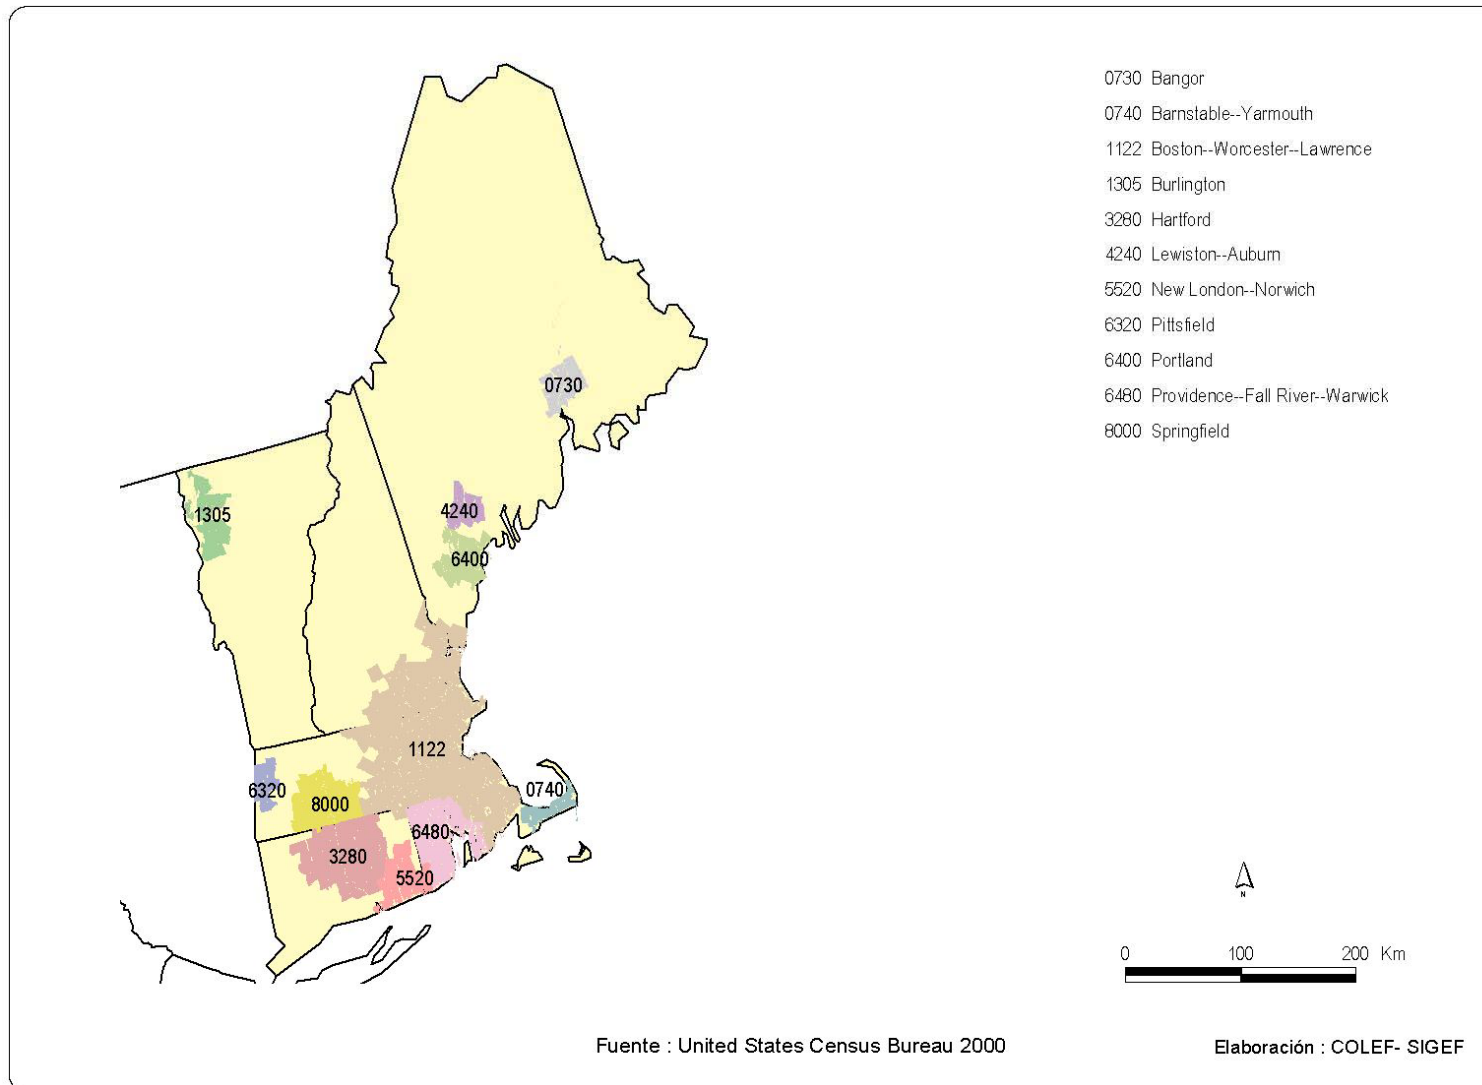 0730 Bangor
0740 Barnstable--Yarmouth
1122 Boston--Worcester--Lawrence
1305 Burlington
3280 Hartford
4240 Lewiston--Auburn
5520 New London--Norwich
6320 Pittsfield
6400 Portland
6480 Providence--Fall River--Warwick
8000 Springfield
0730
4240
1305
6400
1122
6320
0740
8000
6480
3280
5520
N
0 100 200 Km
Fuente : United States Census Bureau 2000
Elaboración : COLEF- SIGEF